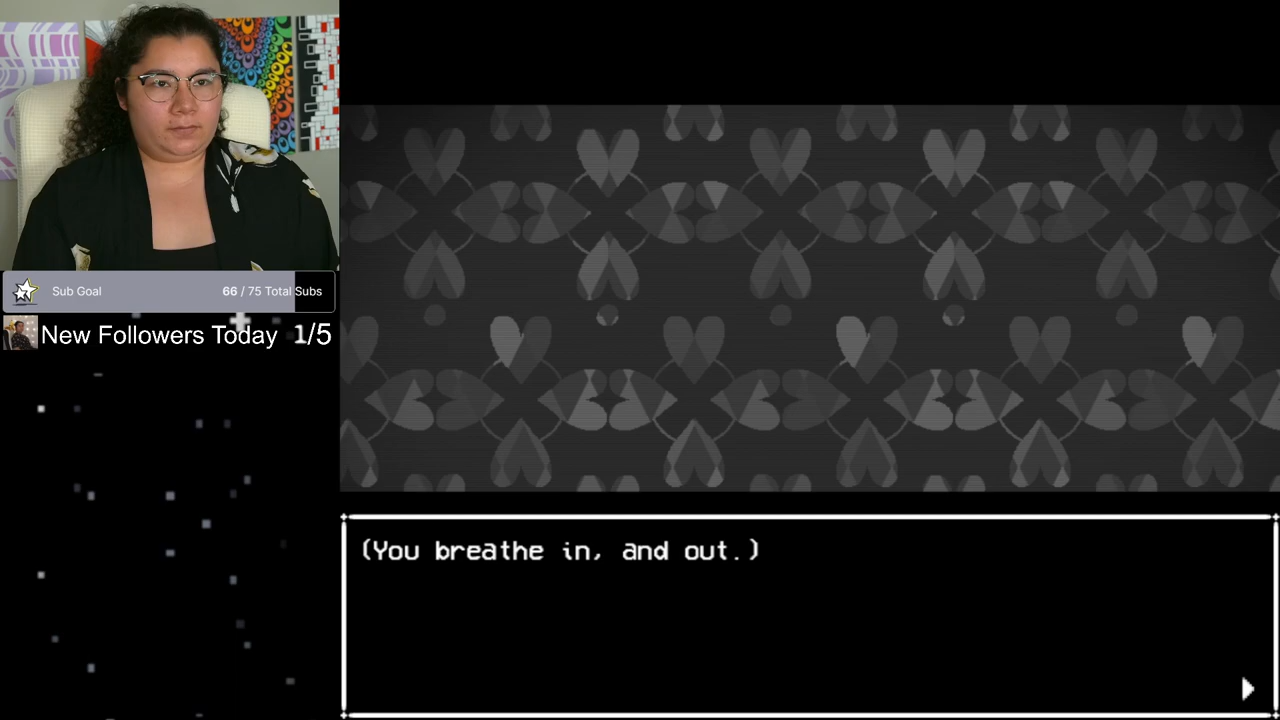 Sub Goal 66 / 75 Total Subs
New Followers Today 1/5
(You breathe in, and out.)